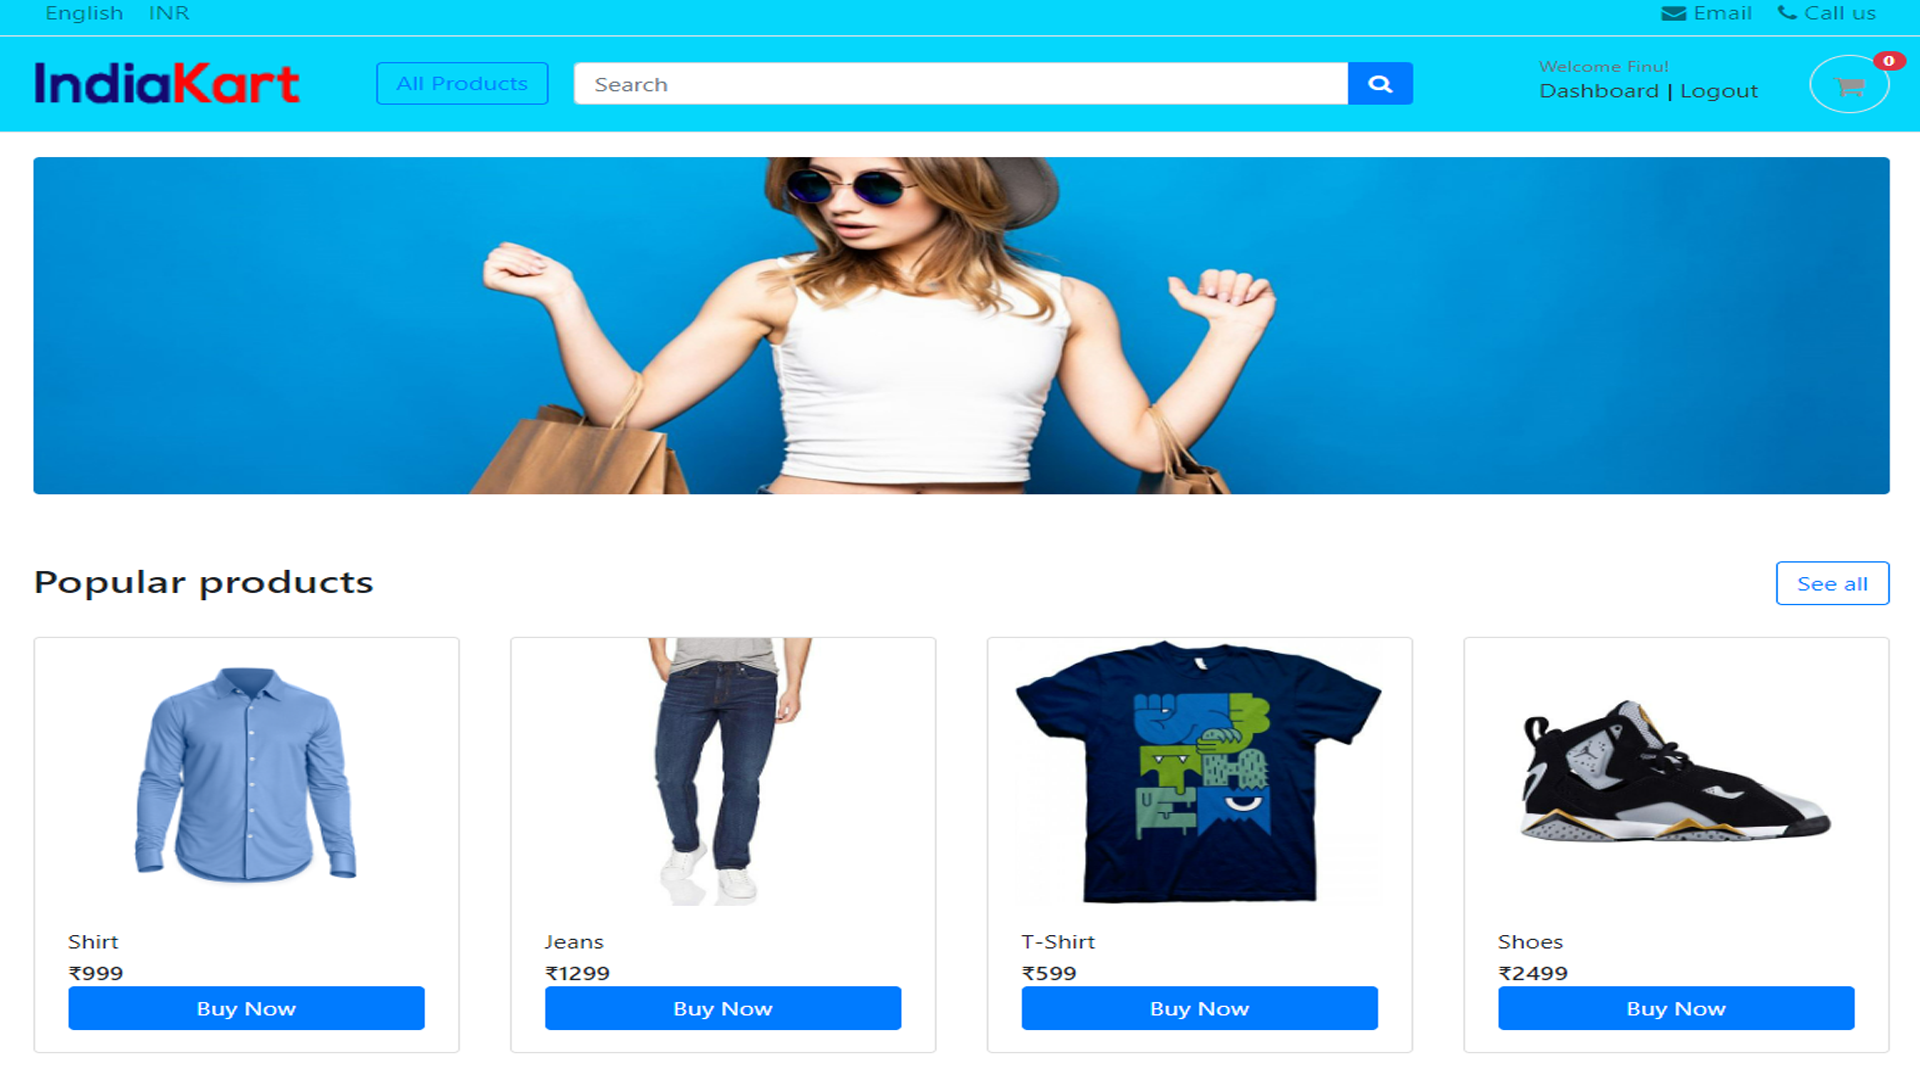 English INR Email Call us
IndiaKart All Products Search Welcome Finu! 0
Dashboard | Logout
Popular products See all
Shirt Jeans T-Shirt Shoes
₹999 ₹1299 ₹599 ₹2499
Buy Now Buy Now Buy Now Buy Now